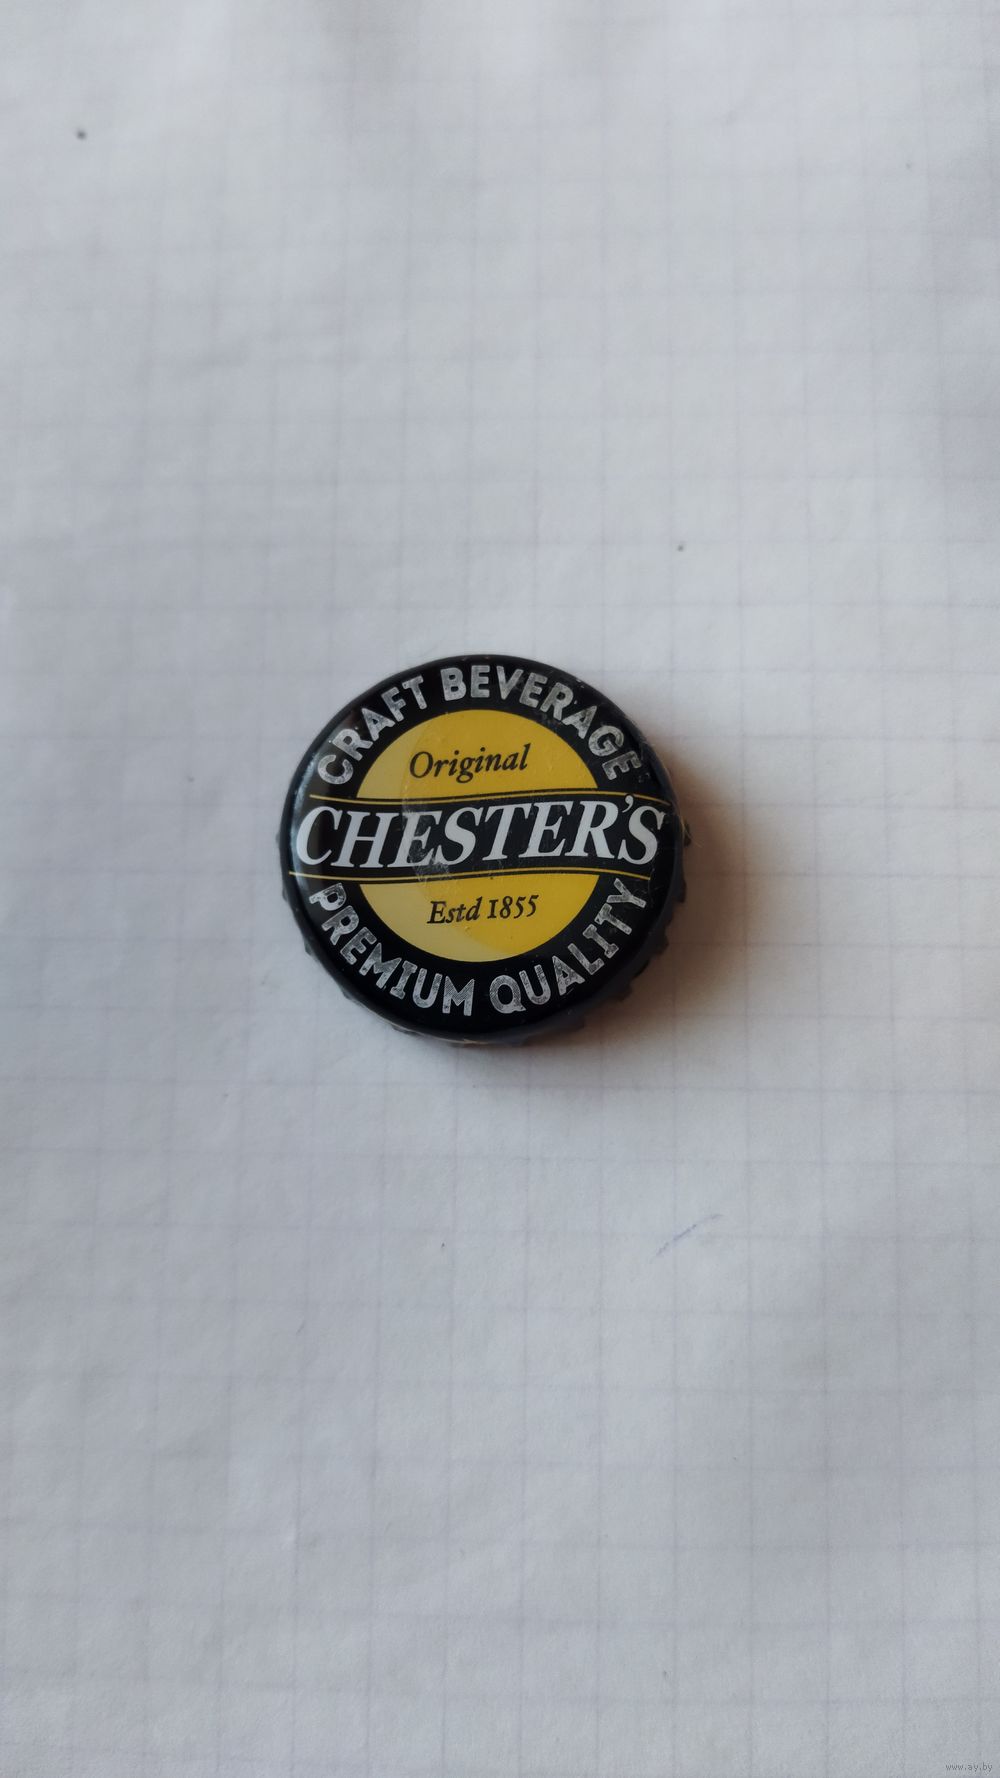 CRAFT BEVERAGE
Original
CHESTER'S
Estd 1855
PREMIUM QUALITY
www.ay.by